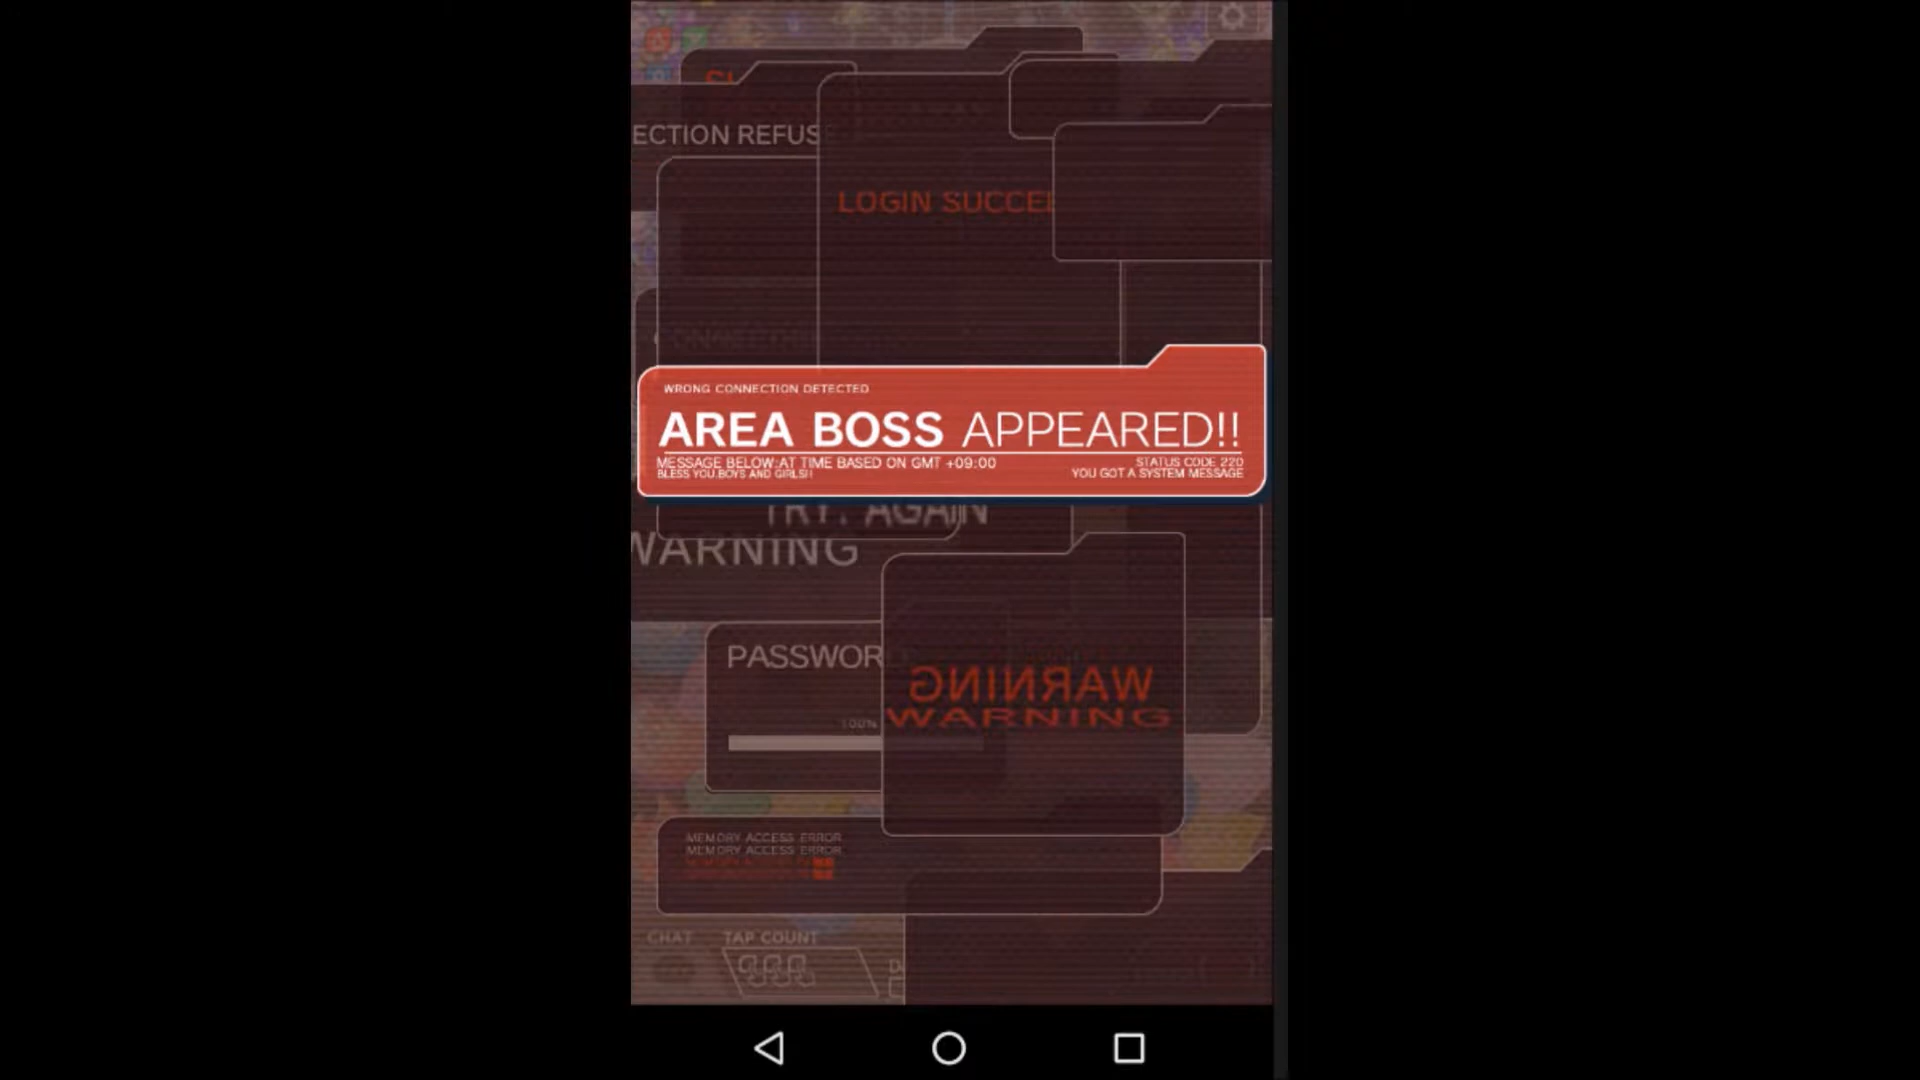 ECTION REFUS
LOGIN SUCCE
WRONG CONNECTION DETECTED
AREA BOSS APPEARED!!
MESSAGE BELOW:AT TIME BASED ON GMT +09:00
STATUS CODE 220
BLESS YOU,BOYS AND GIRLS!!
YOU GOT A SYSTEM MESSAGE
TRY. AGAIN
WARNING
PASSWOR
WARNING
WARNING
100%
MEMORY ACCESS ERROR
MEMORY ACCESS ERROR
CHAT
TAP COUNT